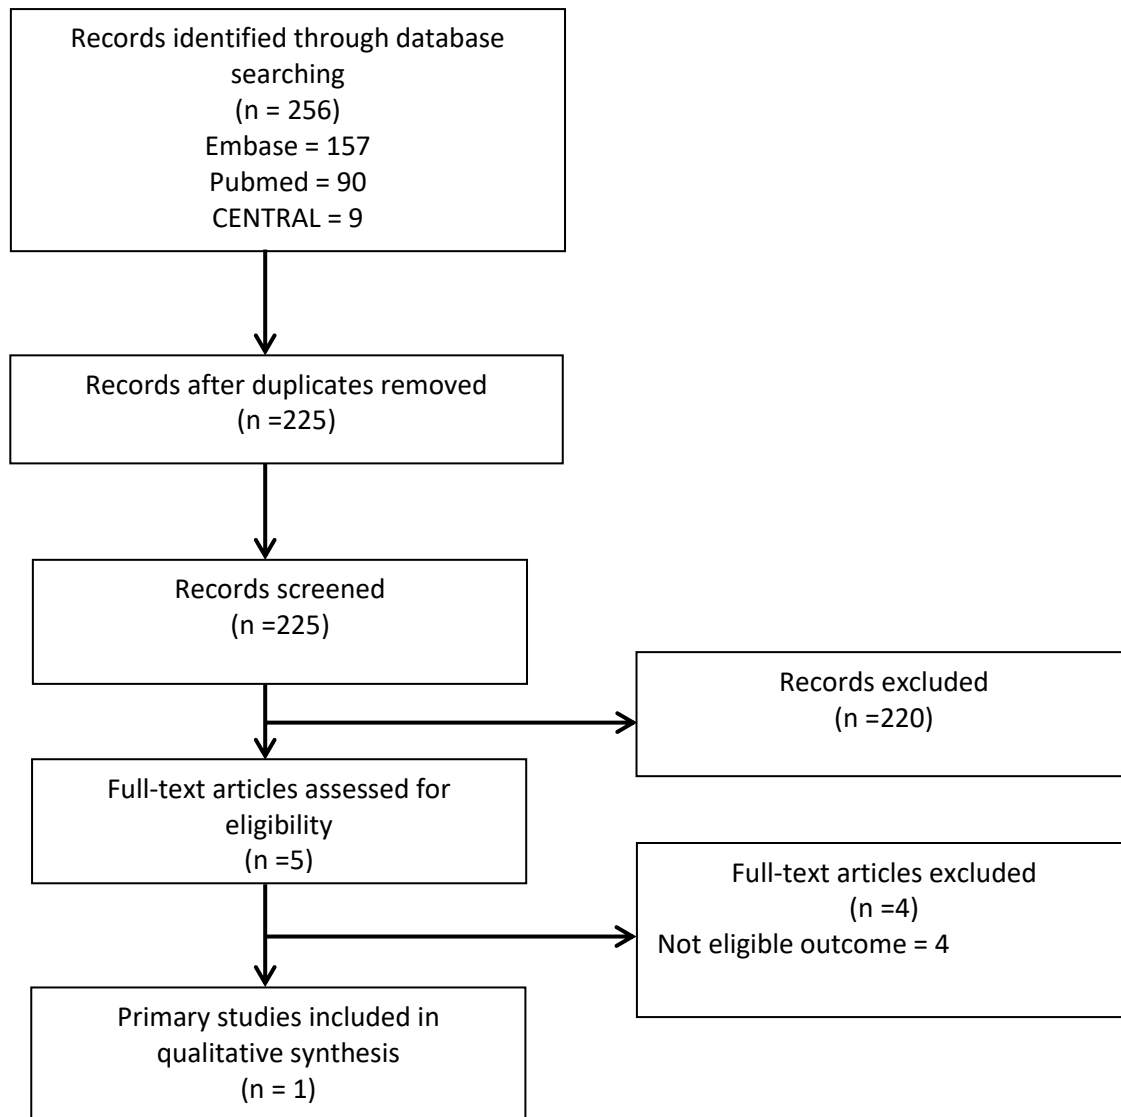 Records identified through database
searching
(n = 256)
Embase = 157
Pubmed = 90
CENTRAL = 9
Records after duplicates removed
(n =225)
Records screened
(n =225)
Records excluded
(n =220)
Full-text articles assessed for
eligibility
(n =5)
Full-text articles excluded
(n =4)
Not eligible outcome = 4
Primary studies included in
qualitative synthesis
(n = 1)